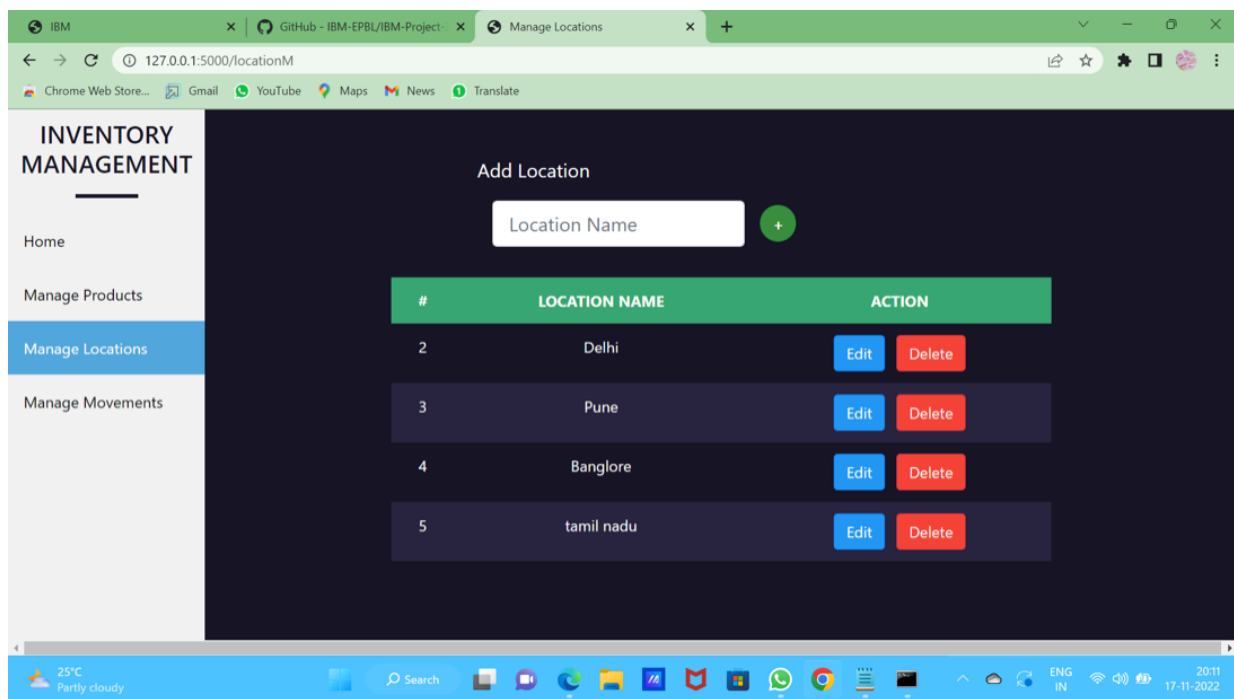 IBM
GitHub - IBM-EPBL/IBM-Project-
Manage Locations
127.0.0.1:5000/locationM
Chrome Web Store... Gmail YouTube Maps News Translate
INVENTORY
MANAGEMENT
Home
Manage Products
Manage Locations
Manage Movements
Add Location
Location Name
+
# LOCATION NAME ACTION
2 Delhi Edit Delete
3 Pune Edit Delete
4 Banglore Edit Delete
5 tamil nadu Edit Delete
25°C
Partly cloudy
Search
ENG
IN
20:11
17-11-2022